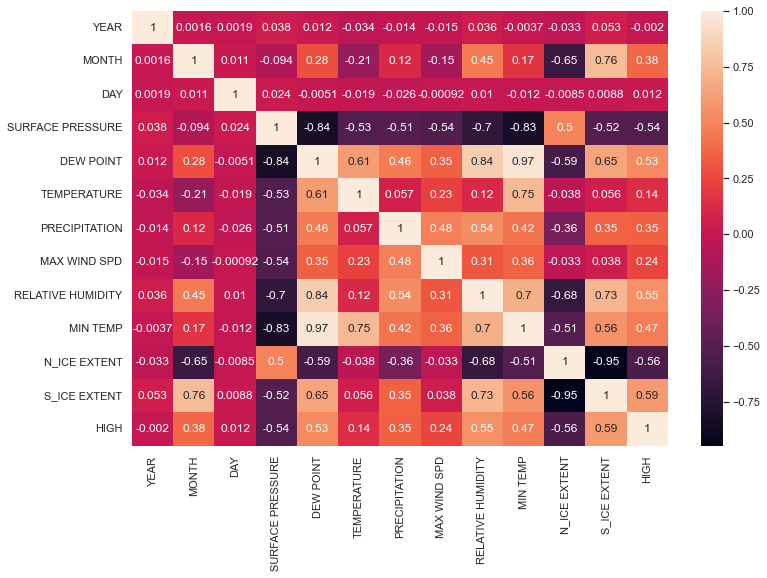 YEAR 1 0.0016 0.0019 0.038 0.012 -0.034 -0.014 -0.015 0.036 -0.0037 -0.033 0.053 -0.002
MONTH 0.0016 1 0.011 -0.094 0.28 -0.21 0.12 -0.15 0.45 0.17 -0.65 0.76 0.38
DAY 0.0019 0.011 1 0.024 -0.0051 -0.019 -0.026 -0.00092 0.01 -0.012 -0.0085 0.0088 0.012
SURFACE PRESSURE 0.038 -0.094 0.024 1 -0.84 -0.53 -0.51 -0.54 -0.7 -0.83 0.5 -0.52 -0.54
DEW POINT 0.012 0.28 -0.0051 -0.84 1 0.61 0.46 0.35 0.84 0.97 -0.59 0.65 0.53
TEMPERATURE -0.034 -0.21 -0.019 -0.53 0.61 1 0.057 0.23 0.12 0.75 -0.038 0.056 0.14
PRECIPITATION -0.014 0.12 -0.026 -0.51 0.46 0.057 1 0.48 0.54 0.42 -0.36 0.35 0.35
MAX WIND SPD -0.015 -0.15 -0.00092 -0.54 0.35 0.23 0.48 1 0.31 0.36 -0.033 0.038 0.24
RELATIVE HUMIDITY 0.036 0.45 0.01 -0.7 0.84 0.12 0.54 0.31 1 0.7 -0.68 0.73 0.55
MIN TEMP -0.0037 0.17 -0.012 -0.83 0.97 0.75 0.42 0.36 0.7 1 -0.51 0.56 0.47
N_ICE EXTENT -0.033 -0.65 -0.0085 0.5 -0.59 -0.038 -0.36 -0.033 -0.68 -0.51 1 -0.95 -0.56
S_ICE EXTENT 0.053 0.76 0.0088 -0.52 0.65 0.056 0.35 0.038 0.73 0.56 -0.95 1 0.59
HIGH -0.002 0.38 0.012 -0.54 0.53 0.14 0.35 0.24 0.55 0.47 -0.56 0.59 1
YEAR
MONTH
DAY
SURFACE PRESSURE
DEW POINT
TEMPERATURE
PRECIPITATION
MAX WIND SPD
RELATIVE HUMIDITY
MIN TEMP
N_ICE EXTENT
S_ICE EXTENT
HIGH
1.00
0.75
0.50
0.25
0.00
−0.25
−0.50
−0.75